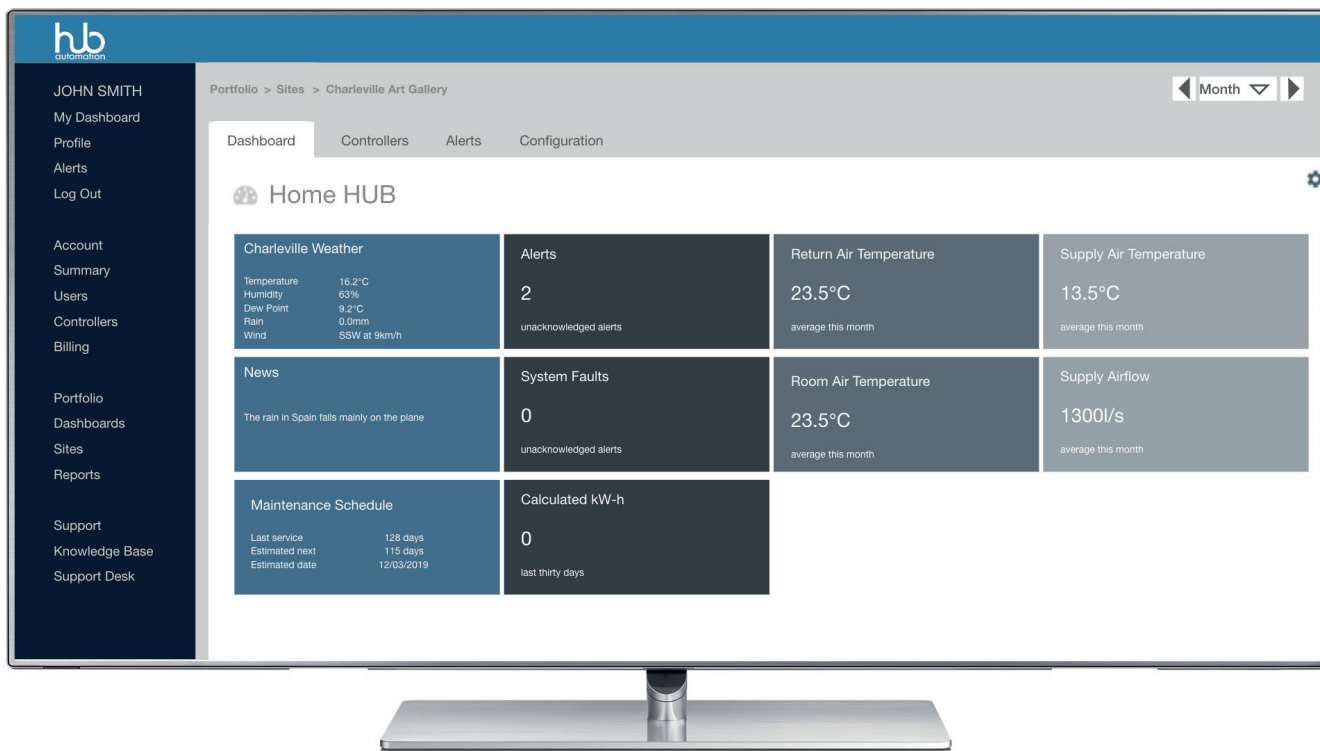 hub
automation
JOHN SMITH
My Dashboard
Profile
Alerts
Log Out
Account
Summary
Users
Controllers
Billing
Portfolio
Dashboards
Sites
Reports
Support
Knowledge Base
Support Desk
Portfolio > Sites > Charleville Art Gallery
Month
Dashboard Controllers Alerts Configuration
Home HUB
Charleville Weather
Temperature 16.2°C
Humidity 63%
Dew Point 9.2°C
Rain 0.0mm
Wind SSW at 9km/h
Alerts
2
unacknowledged alerts
Return Air Temperature
23.5°C
average this month
Supply Air Temperature
13.5°C
average this month
News
The rain in Spain falls mainly on the plane
System Faults
0
unacknowledged alerts
Room Air Temperature
23.5°C
average this month
Supply Airflow
1300l/s
average this month
Maintenance Schedule
Last service 128 days
Estimated next 115 days
Estimated date 12/03/2019
Calculated kW-h
0
last thirty days